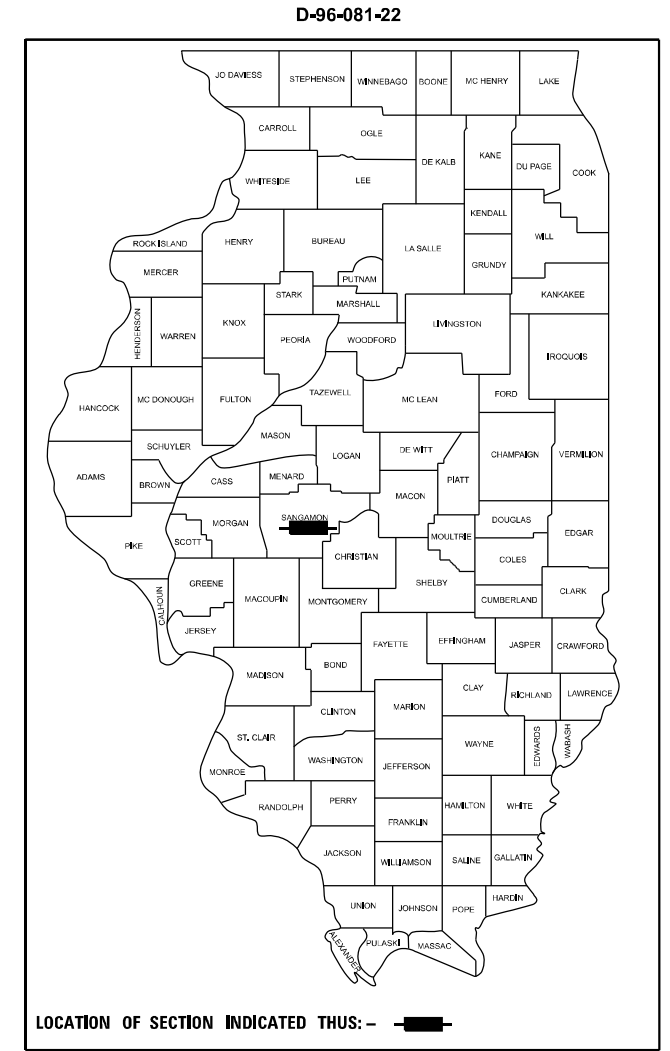 D-96-081-22
JO DAVIESS
STEPHENSON
WINNEBAGO
BOONE
MC HENRY
LAKE
CARROLL
OGLE
DE KALB
KANE
DU PAGE
COOK
WHITESIDE
LEE
KENDALL
WILL
ROCK ISLAND
HENRY
BUREAU
LA SALLE
GRUNDY
MERCER
PUTNAM
STARK
MARSHALL
KANKAKEE
HENDERSON
WARREN
KNOX
PEORIA
WOODFORD
LIVINGSTON
IROQUOIS
HANCOCK
MC DONOUGH
FULTON
TAZEWELL
MC LEAN
FORD
MASON
SCHUYLER
LOGAN
DE WITT
CHAMPAIGN
VERMILION
ADAMS
BROWN
CASS
MENARD
PIATT
MACON
SANGAMON
MORGAN
DOUGLAS
PIKE
SCOTT
MOULTRIE
EDGAR
CHRISTIAN
COLES
GREENE
SHELBY
CALHOUN
MACOUPIN
MONTGOMERY
CUMBERLAND
CLARK
JERSEY
FAYETTE
EFFINGHAM
JASPER
CRAWFORD
MADISON
BOND
CLAY
RICHLAND
LAWRENCE
CLINTON
MARION
ST. CLAIR
WAYNE
EDWARDS
WABASH
MONROE
WASHINGTON
JEFFERSON
RANDOLPH
PERRY
HAMILTON
WHITE
FRANKLIN
JACKSON
WILLIAMSON
SALINE
GALLATIN
UNION
JOHNSON
POPE
HARDIN
ALEXANDER
PULASKI
MASSAC
LOCATION OF SECTION INDICATED THUS: –